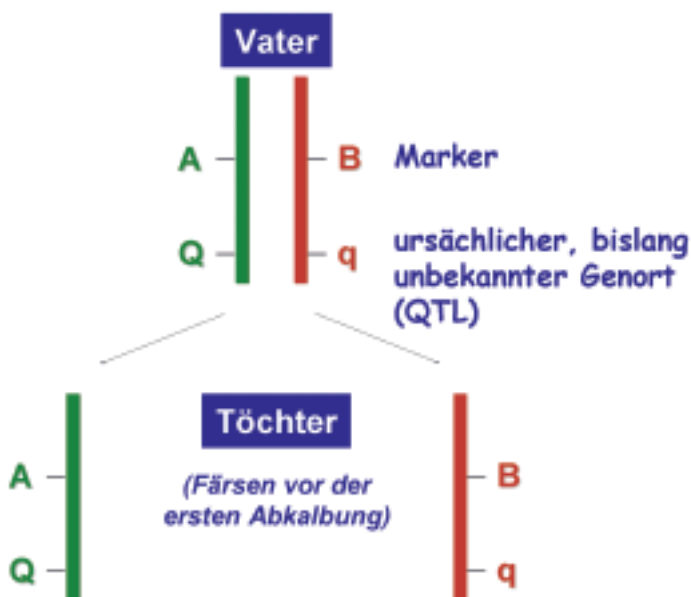 Vater
A B Marker
Q q ursächlicher, bislang
unbekannter Genort
(QTL)
Töchter
A B
(Färsen vor der
ersten Abkalbung)
Q q